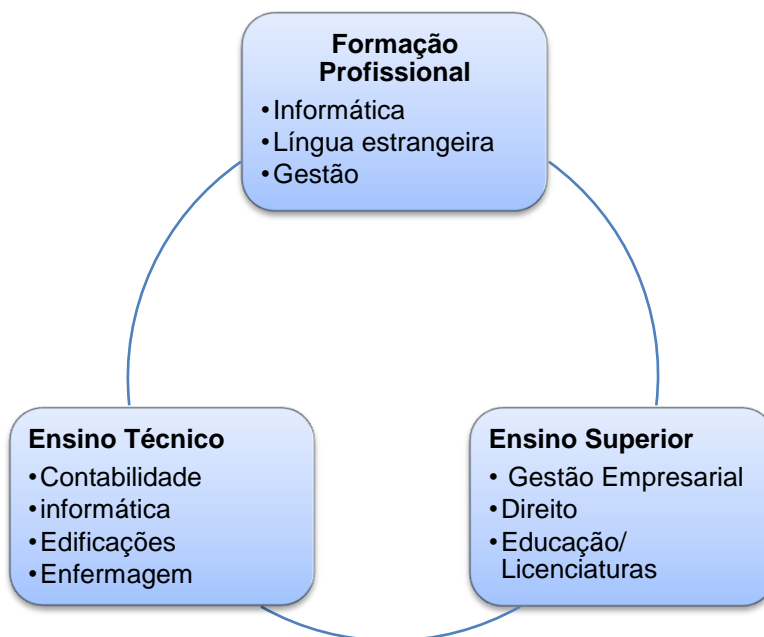 Formação
Profissional
•Informática
•Língua estrangeira
•Gestão
Ensino Técnico
•Contabilidade
•informática
•Edificações
•Enfermagem
Ensino Superior
• Gestão Empresarial
•Direito
•Educação/
Licenciaturas